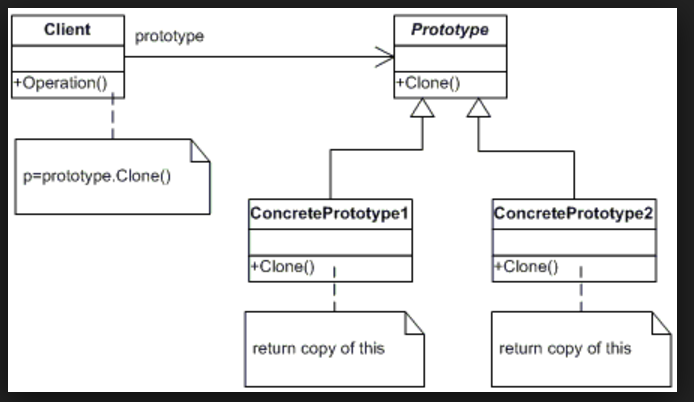 Client
prototype
Prototype
+Operation()
+Clone()
p=prototype.Clone()
ConcretePrototype1
ConcretePrototype2
+Clone()
+Clone()
return copy of this
return copy of this